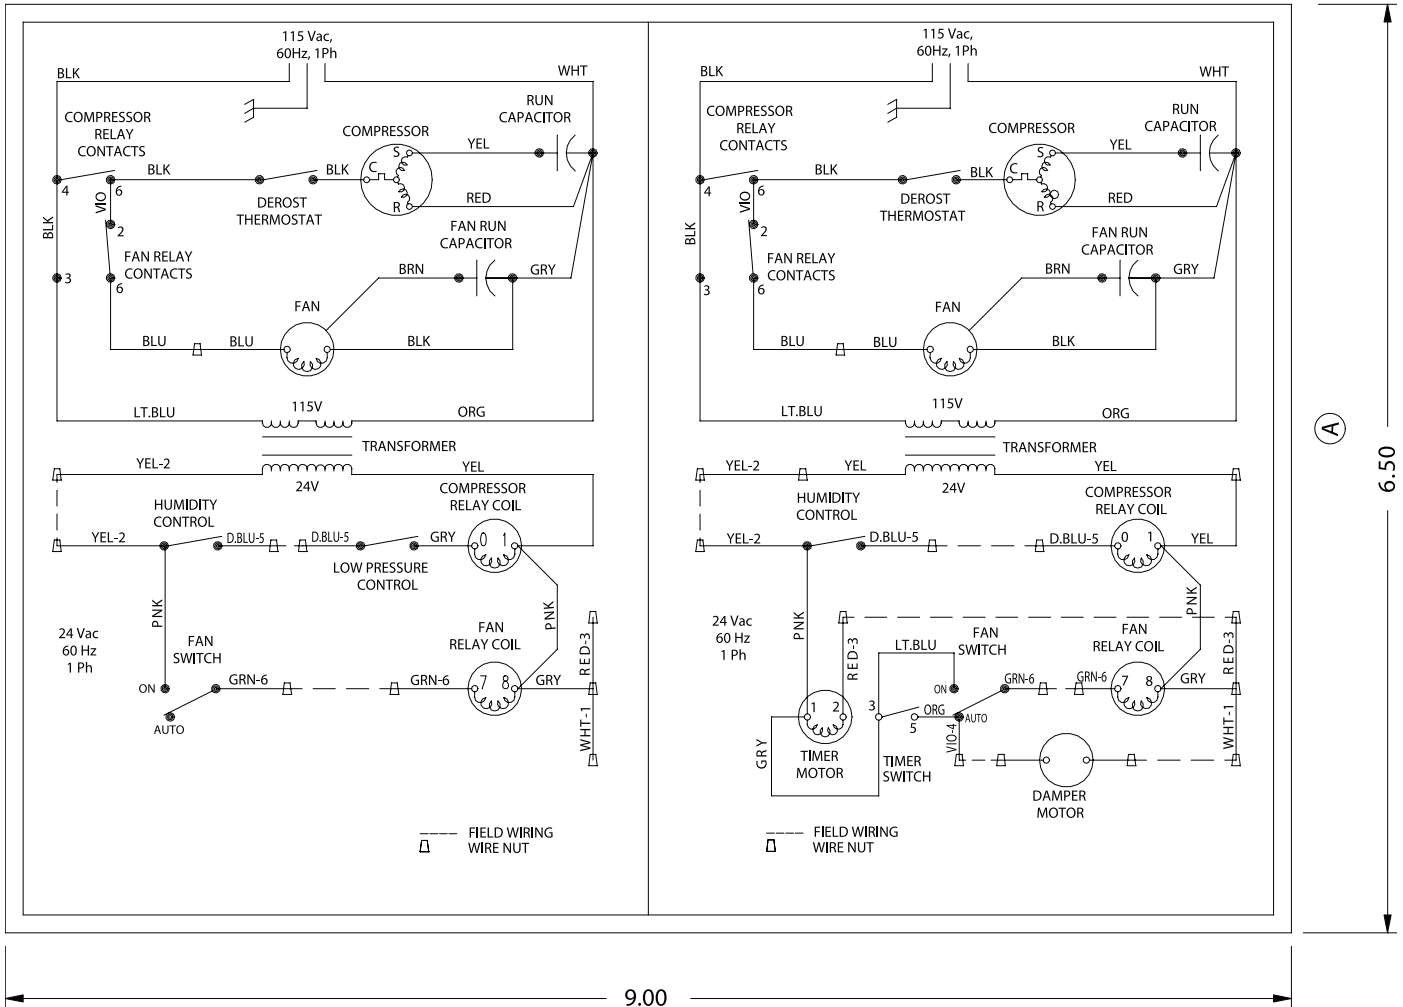 115 Vac,
60Hz, 1Ph
BLK
WHT
COMPRESSOR
RELAY
CONTACTS
COMPRESSOR
RUN
CAPACITOR
S
YEL
C
BLK
BLK
4
6
R
RED
DEROST
THERMOSTAT
VIO
BLK
2
FAN RUN
CAPACITOR
FAN RELAY
CONTACTS
BRN
GRY
3
6
FAN
BLU
BLU
BLK
LT.BLU
115V
ORG
TRANSFORMER
YEL-2
YEL
24V
COMPRESSOR
RELAY COIL
HUMIDITY
CONTROL
YEL-2
D.BLU-5
D.BLU-5
GRY
0 1
LOW PRESSURE
CONTROL
PNK
PNK
24 Vac
60 Hz
1 Ph
FAN
SWITCH
FAN
RELAY COIL
RED-3
ON
GRN-6
GRN-6
7 8
GRY
AUTO
WHT-1
FIELD WIRING
WIRE NUT
115 Vac,
60Hz, 1Ph
BLK
WHT
COMPRESSOR
RELAY
CONTACTS
COMPRESSOR
RUN
CAPACITOR
S
YEL
C
BLK
BLK
4
6
R
RED
DEROST
THERMOSTAT
VIO
BLK
2
FAN RUN
CAPACITOR
FAN RELAY
CONTACTS
BRN
GRY
3
6
FAN
BLU
BLU
BLK
LT.BLU
115V
ORG
TRANSFORMER
YEL-2
YEL
YEL
24V
COMPRESSOR
RELAY COIL
HUMIDITY
CONTROL
YEL-2
D.BLU-5
D.BLU-5
0 1
YEL
PNK
PNK
24 Vac
60 Hz
1 Ph
RED-3
LT.BLU
FAN
SWITCH
FAN
RELAY COIL
RED-3
ON
GRN-6
GRN-6
7 8
GRY
1 2
3
ORG
5
AUTO
VIO-4
WHT-1
GRY
TIMER
MOTOR
TIMER
SWITCH
DAMPER
MOTOR
FIELD WIRING
WIRE NUT
A
6.50
9.00